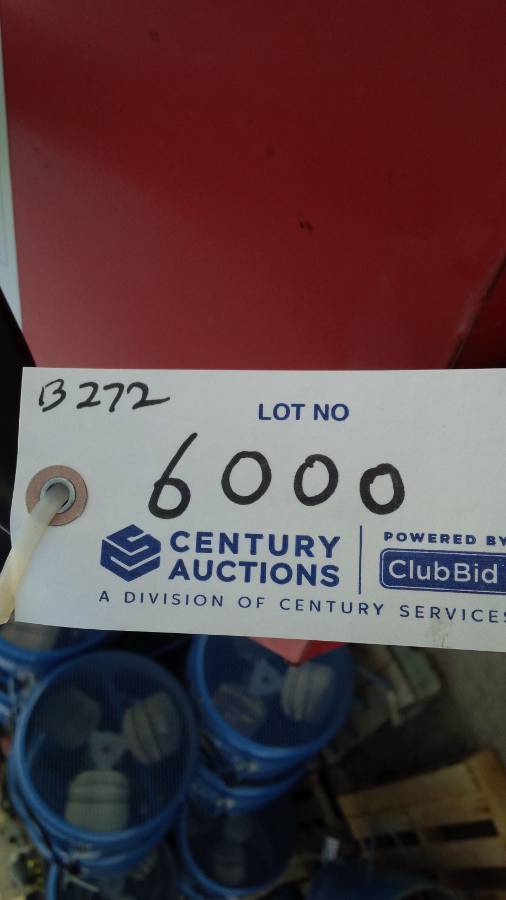 B272
LOT NO
6000
CENTURY
AUCTIONS
POWERED BY
ClubBid
A DIVISION OF CENTURY SERVICES